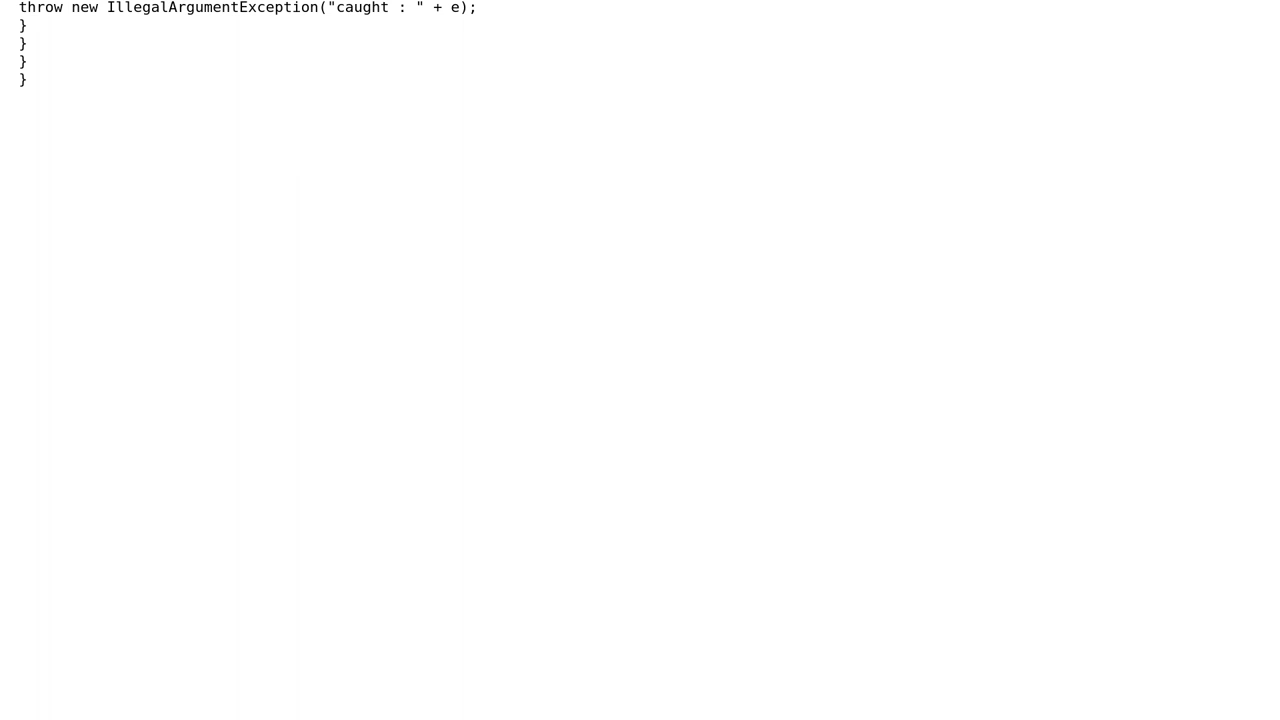 throw new IllegalArgumentException("caught : " + e);
}
}
}
}